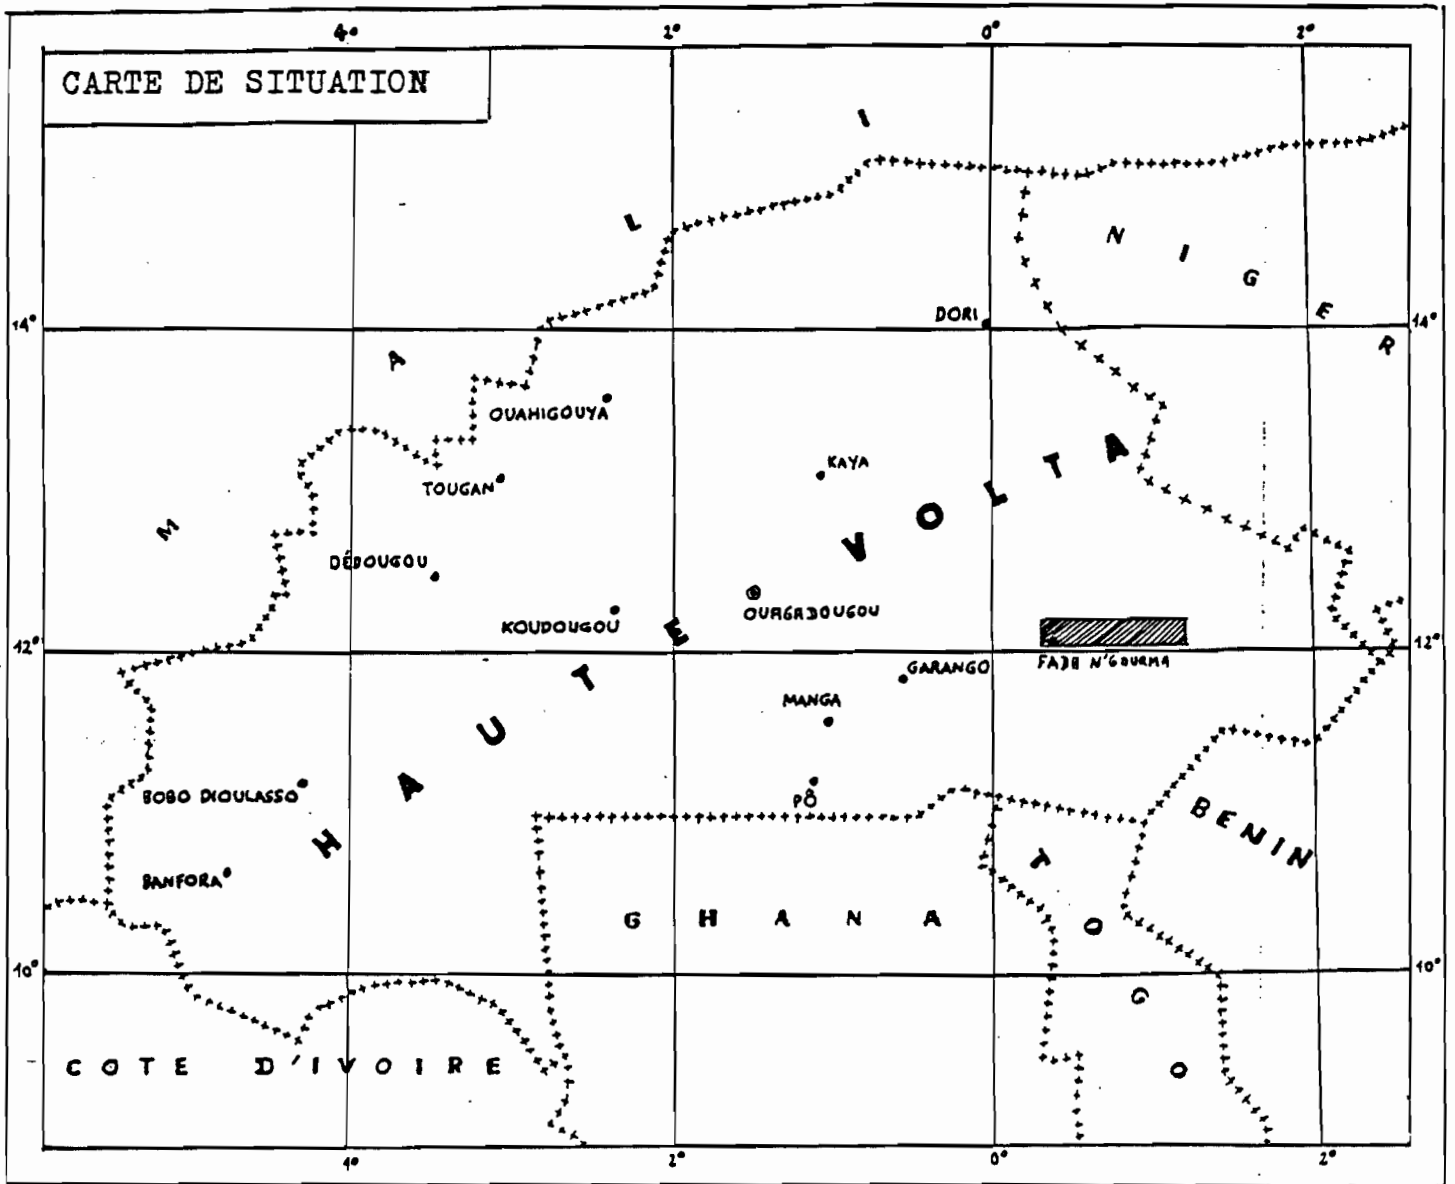 4° 2° 0° 2°
CARTE DE SITUATION
MALI
NIGER
DORI
14° 14°
OUAHIGOUYA
KAYA
TOUGAN
HAUTE VOLTA
DÉDOUGOU
OUAGADOUGOU
KOUDOUGOU
12° 12°
GARANGO
FADA N'GOURMA
MANGA
BOBO DIOULASSO
PÔ
BENIN
BANFORA
TOGO
GHANA
10° 10°
COTE D'IVOIRE
4° 2° 0° 2°